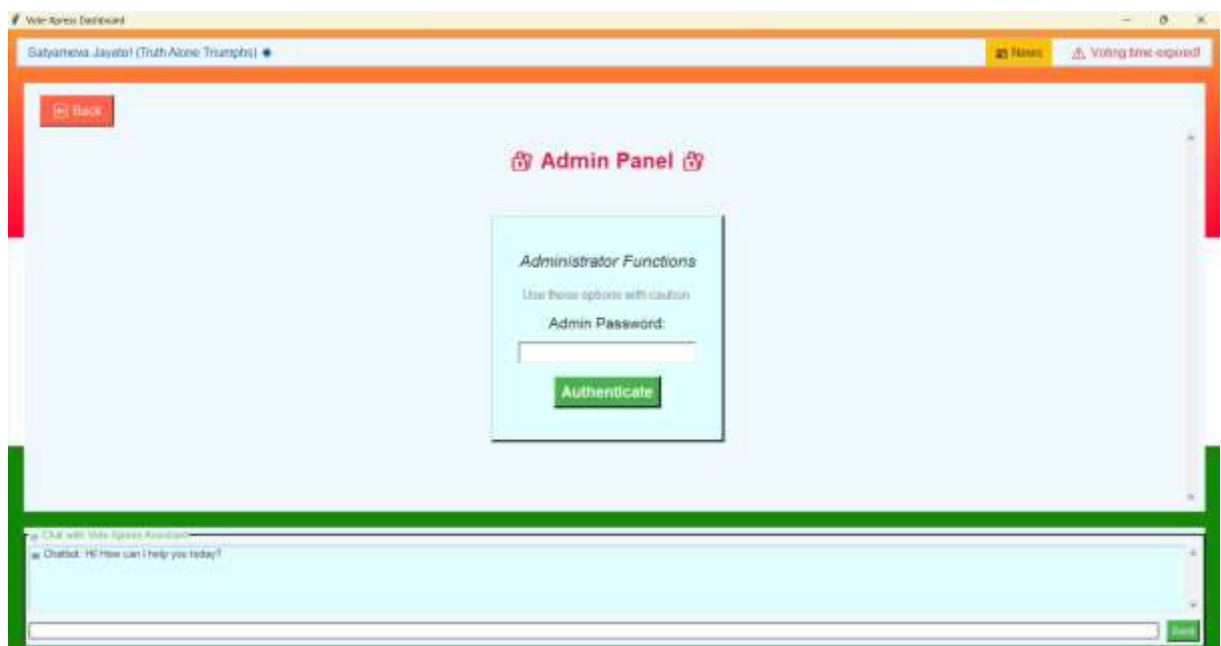 Vote-Xpress Dashboard
Satyameva Jayate! (Truth Alone Triumphs)
News
Voting time expired!
Back
Admin Panel
Administrator Functions
Use these options with caution
Admin Password:
Authenticate
Chat with Vote-Xpress Assistant
Chatbot: Hi! How can I help you today?
Send